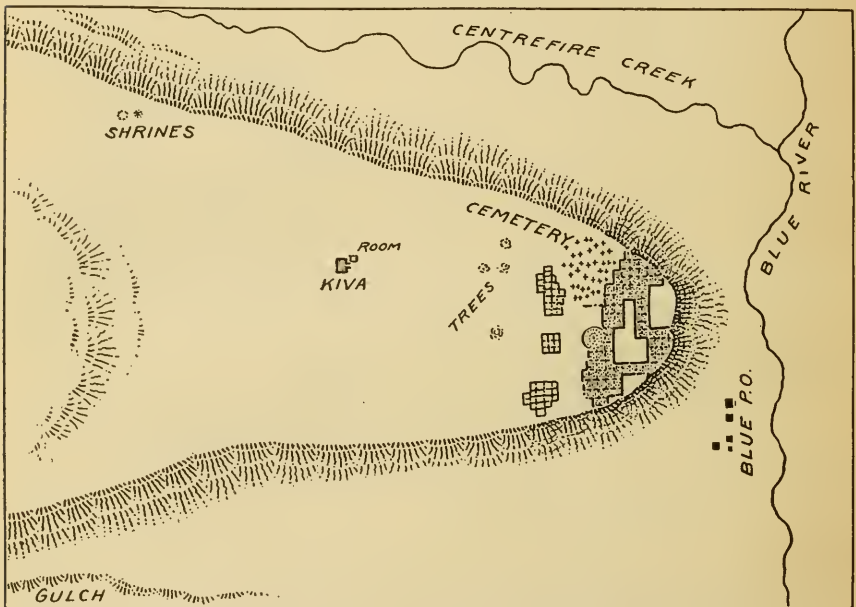 CENTREFIRE CREEK
SHRINES
BLUE RIVER
CEMETERY
ROOM
KIVA
TREES
BLUE P.O.
GULCH